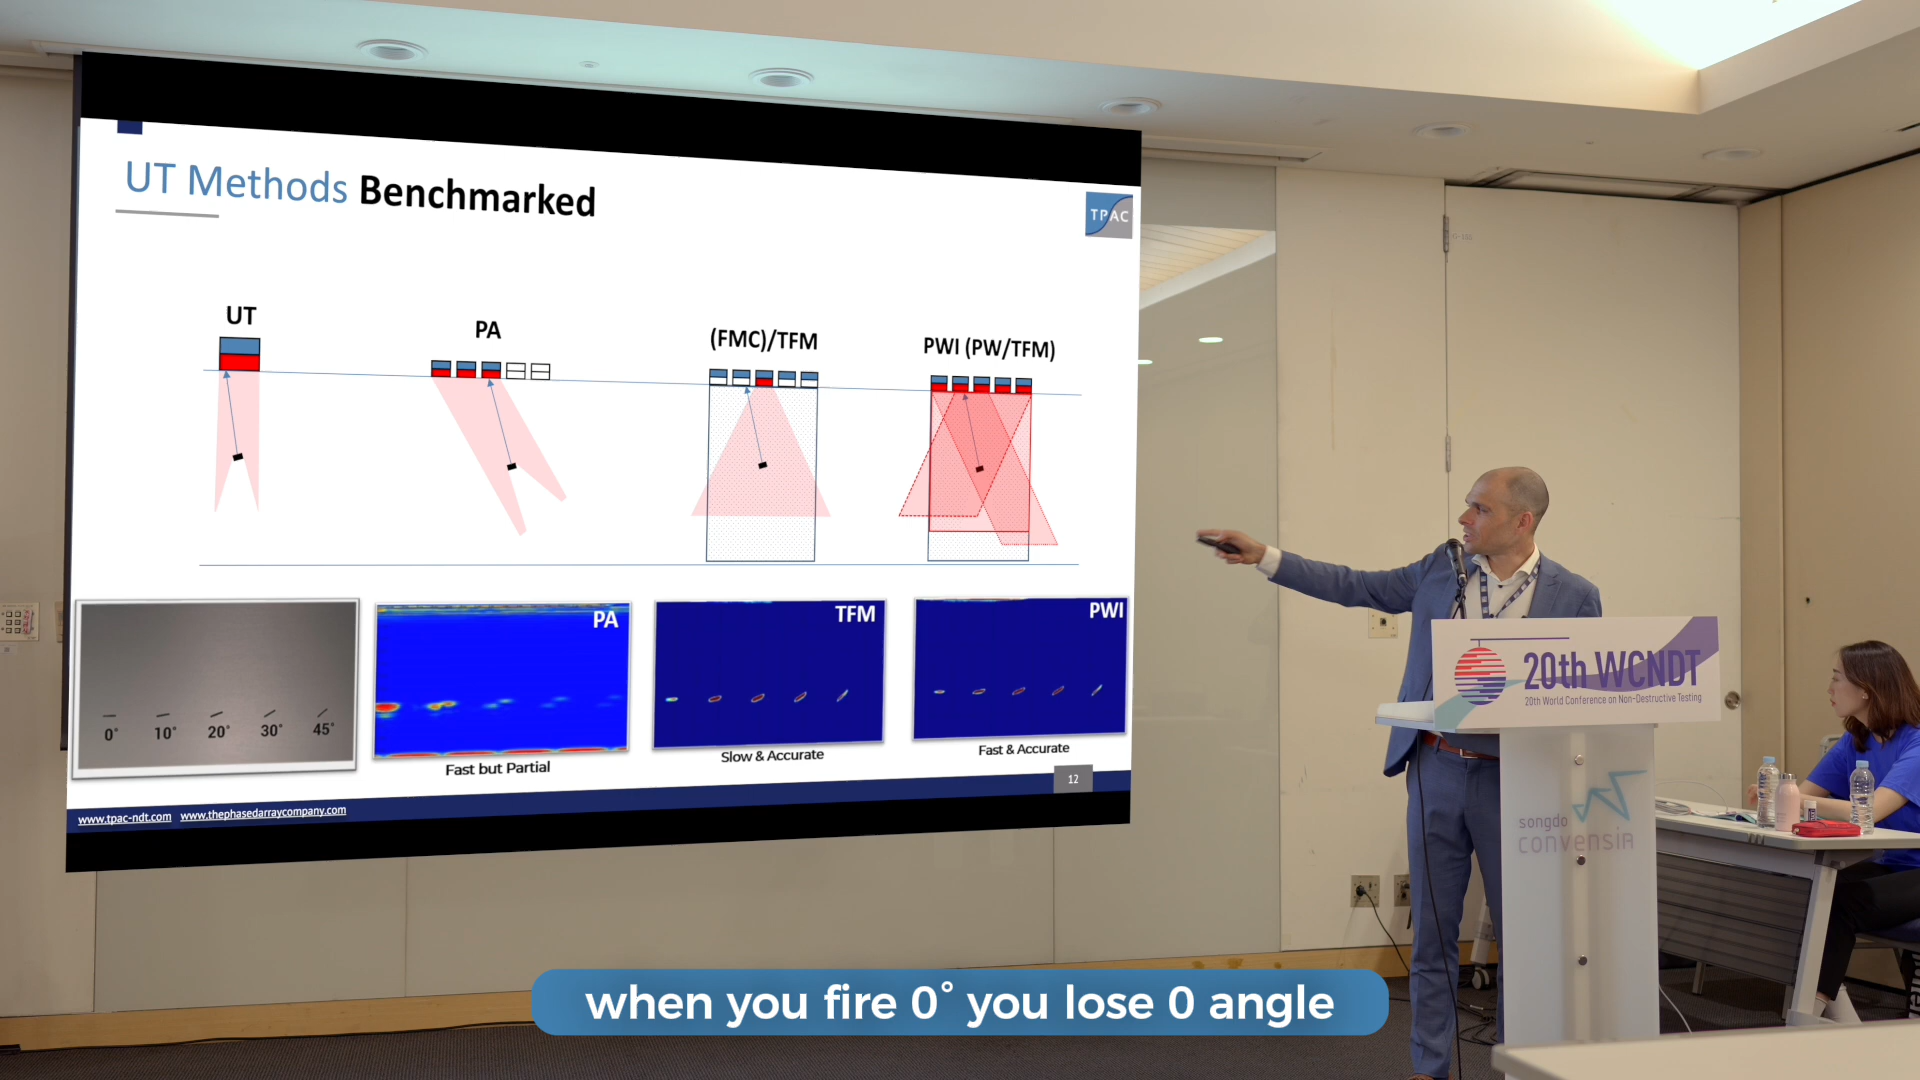 UT Methods Benchmarked
TPAC
UT
PA
(FMC)/TFM
PWI (PW/TFM)
0°
10°
20°
30°
45°
PA
TFM
PWI
Fast but Partial
Slow & Accurate
Fast & Accurate
12
www.tpac-ndt.com www.thephasedarraycompany.com
20th WCNDT
20th World Conference on Non-Destructive Testing
songdo
convensia
when you fire 0° you lose 0 angle